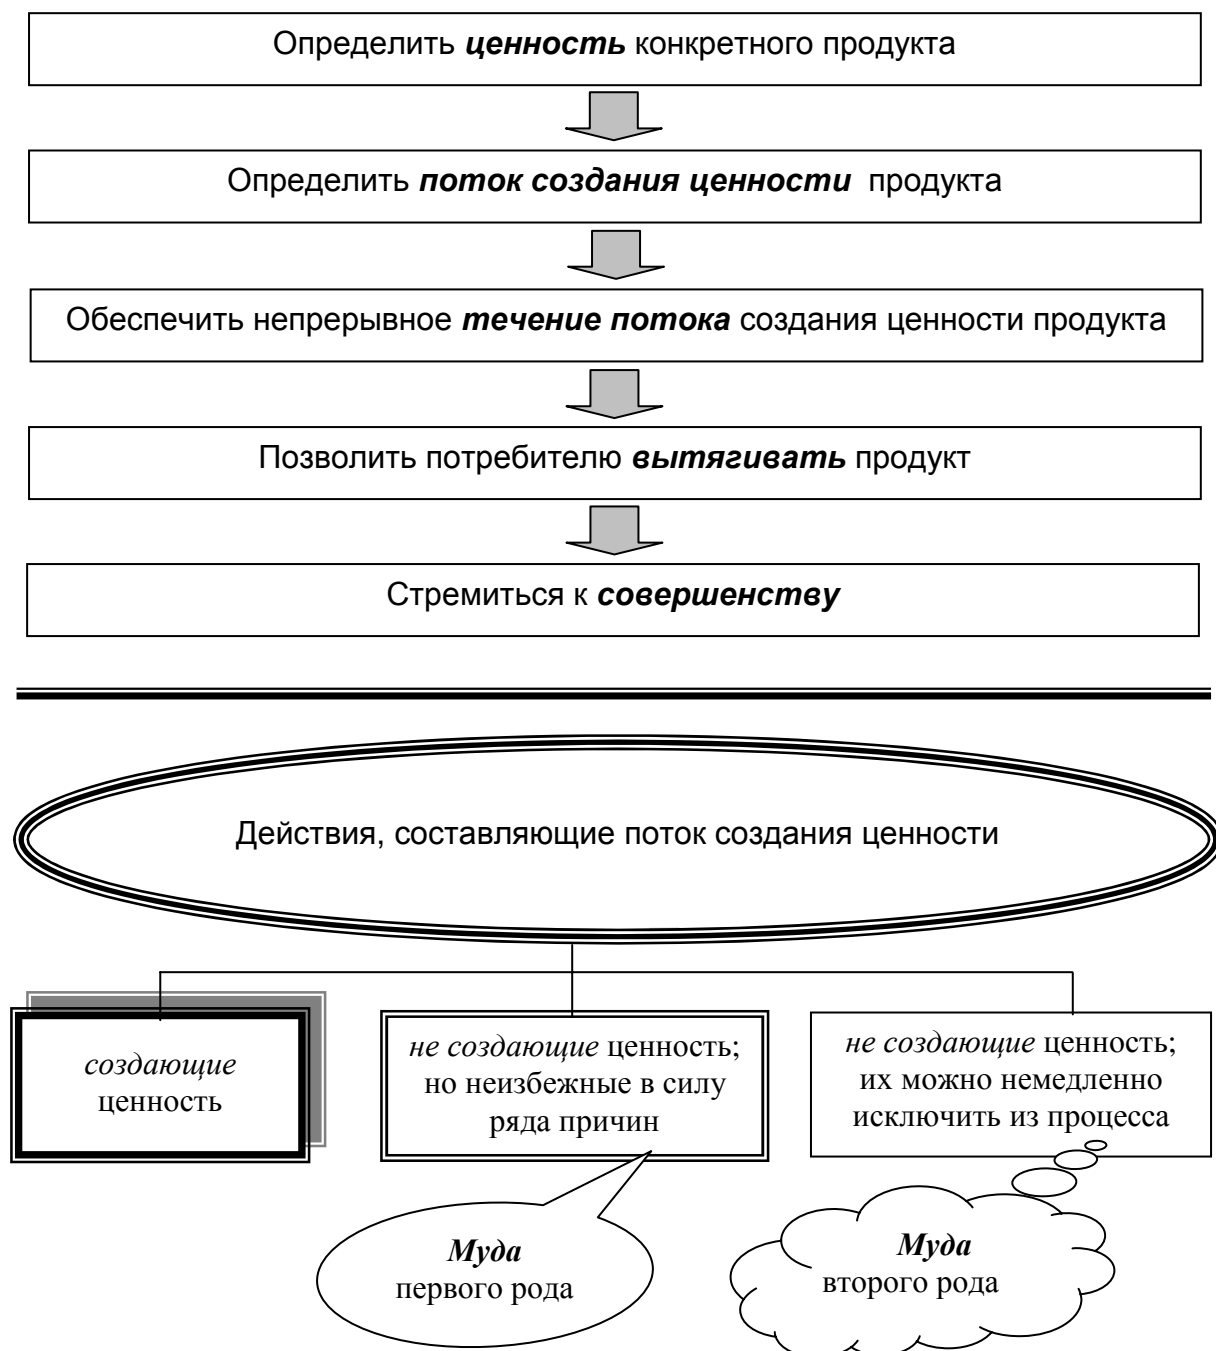 Определить ценность конкретного продукта
Определить поток создания ценности продукта
Обеспечить непрерывное течение потока создания ценности продукта
Позволить потребителю вытягивать продукт
Стремиться к совершенству
Действия, составляющие поток создания ценности
создающие
ценность
не создающие ценность;
но неизбежные в силу
ряда причин
не создающие ценность;
их можно немедленно
исключить из процесса
Муда
первого рода
Муда
второго рода